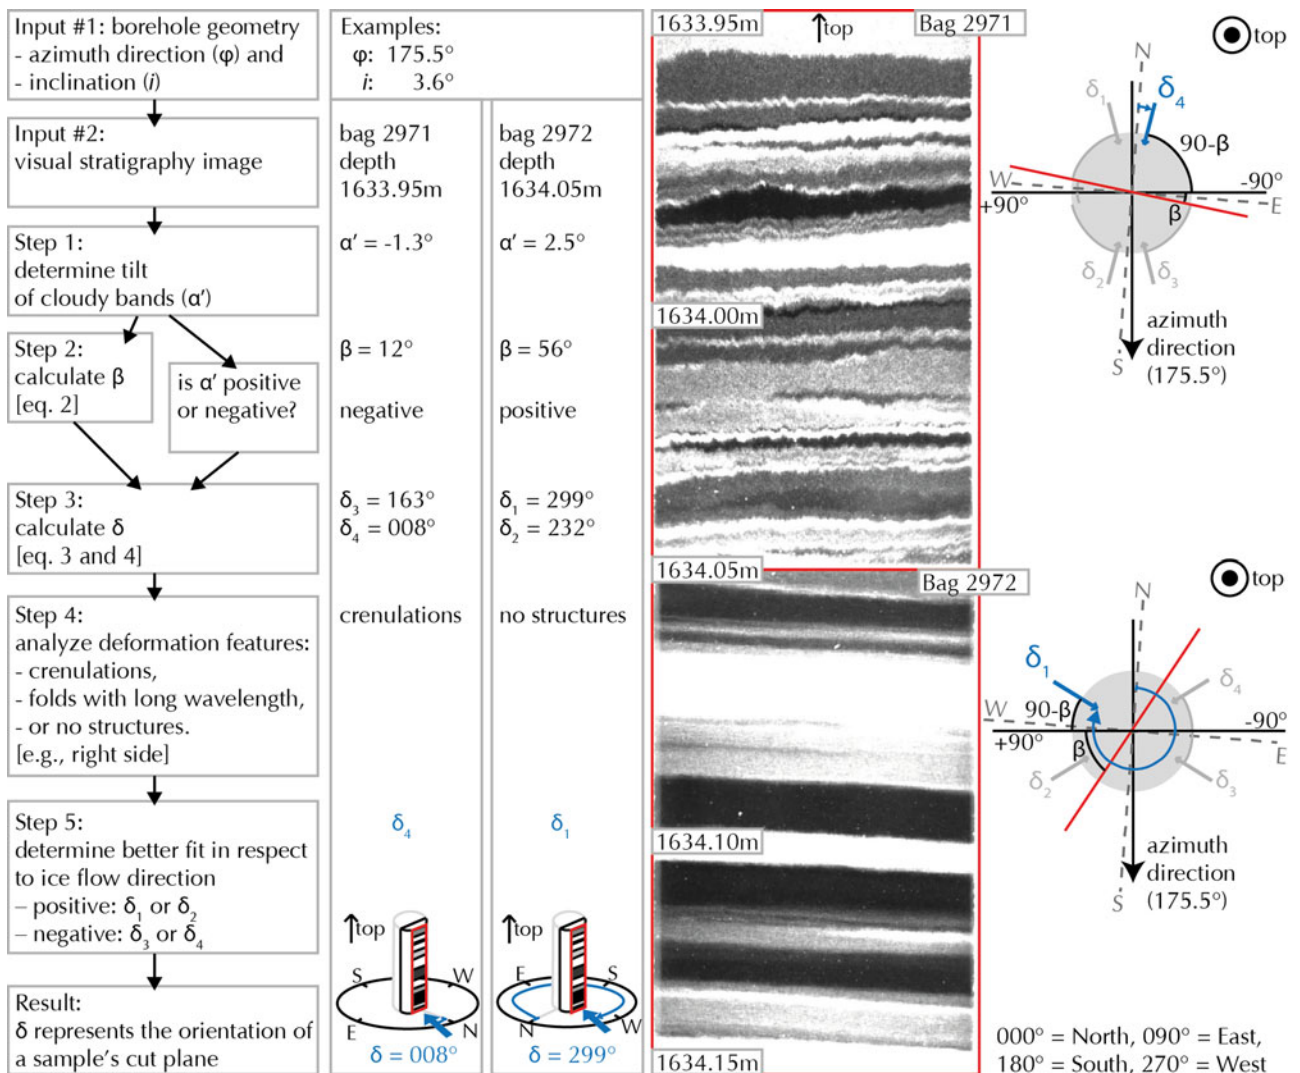 Input #1: borehole geometry
- azimuth direction (φ) and
- inclination (i)
Input #2:
visual stratigraphy image
Step 1:
determine tilt
of cloudy bands (α’)
Step 2:
calculate β
[eq. 2]
is α’ positive
or negative?
Step 3:
calculate δ
[eq. 3 and 4]
Step 4:
analyze deformation features:
- crenulations,
- folds with long wavelength,
- or no structures.
[e.g., right side]
Step 5:
determine better fit in respect
to ice flow direction
– positive: δ1 or δ2
– negative: δ3 or δ4
Result:
δ represents the orientation of
a sample’s cut plane
Examples:
φ: 175.5°
i: 3.6°
bag 2971
depth
1633.95m
α’ = -1.3°
β = 12°
negative
δ3 = 163°
δ4 = 008°
crenulations
δ4
top
S
W
E
N
δ = 008°
bag 2972
depth
1634.05m
α’ = 2.5°
β = 56°
positive
δ1 = 299°
δ2 = 232°
no structures
δ1
top
E
S
N
W
δ = 299°
1633.95m
top
Bag 2971
1634.00m
1634.05m
Bag 2972
1634.10m
1634.15m
top
N
δ1
δ4
90-β
W
-90°
+90°
β
E
δ2
δ3
S
azimuth
direction
(175.5°)
top
N
δ1
δ4
90-β
W
-90°
+90°
β
E
δ2
δ3
S
azimuth
direction
(175.5°)
000° = North, 090° = East,
180° = South, 270° = West